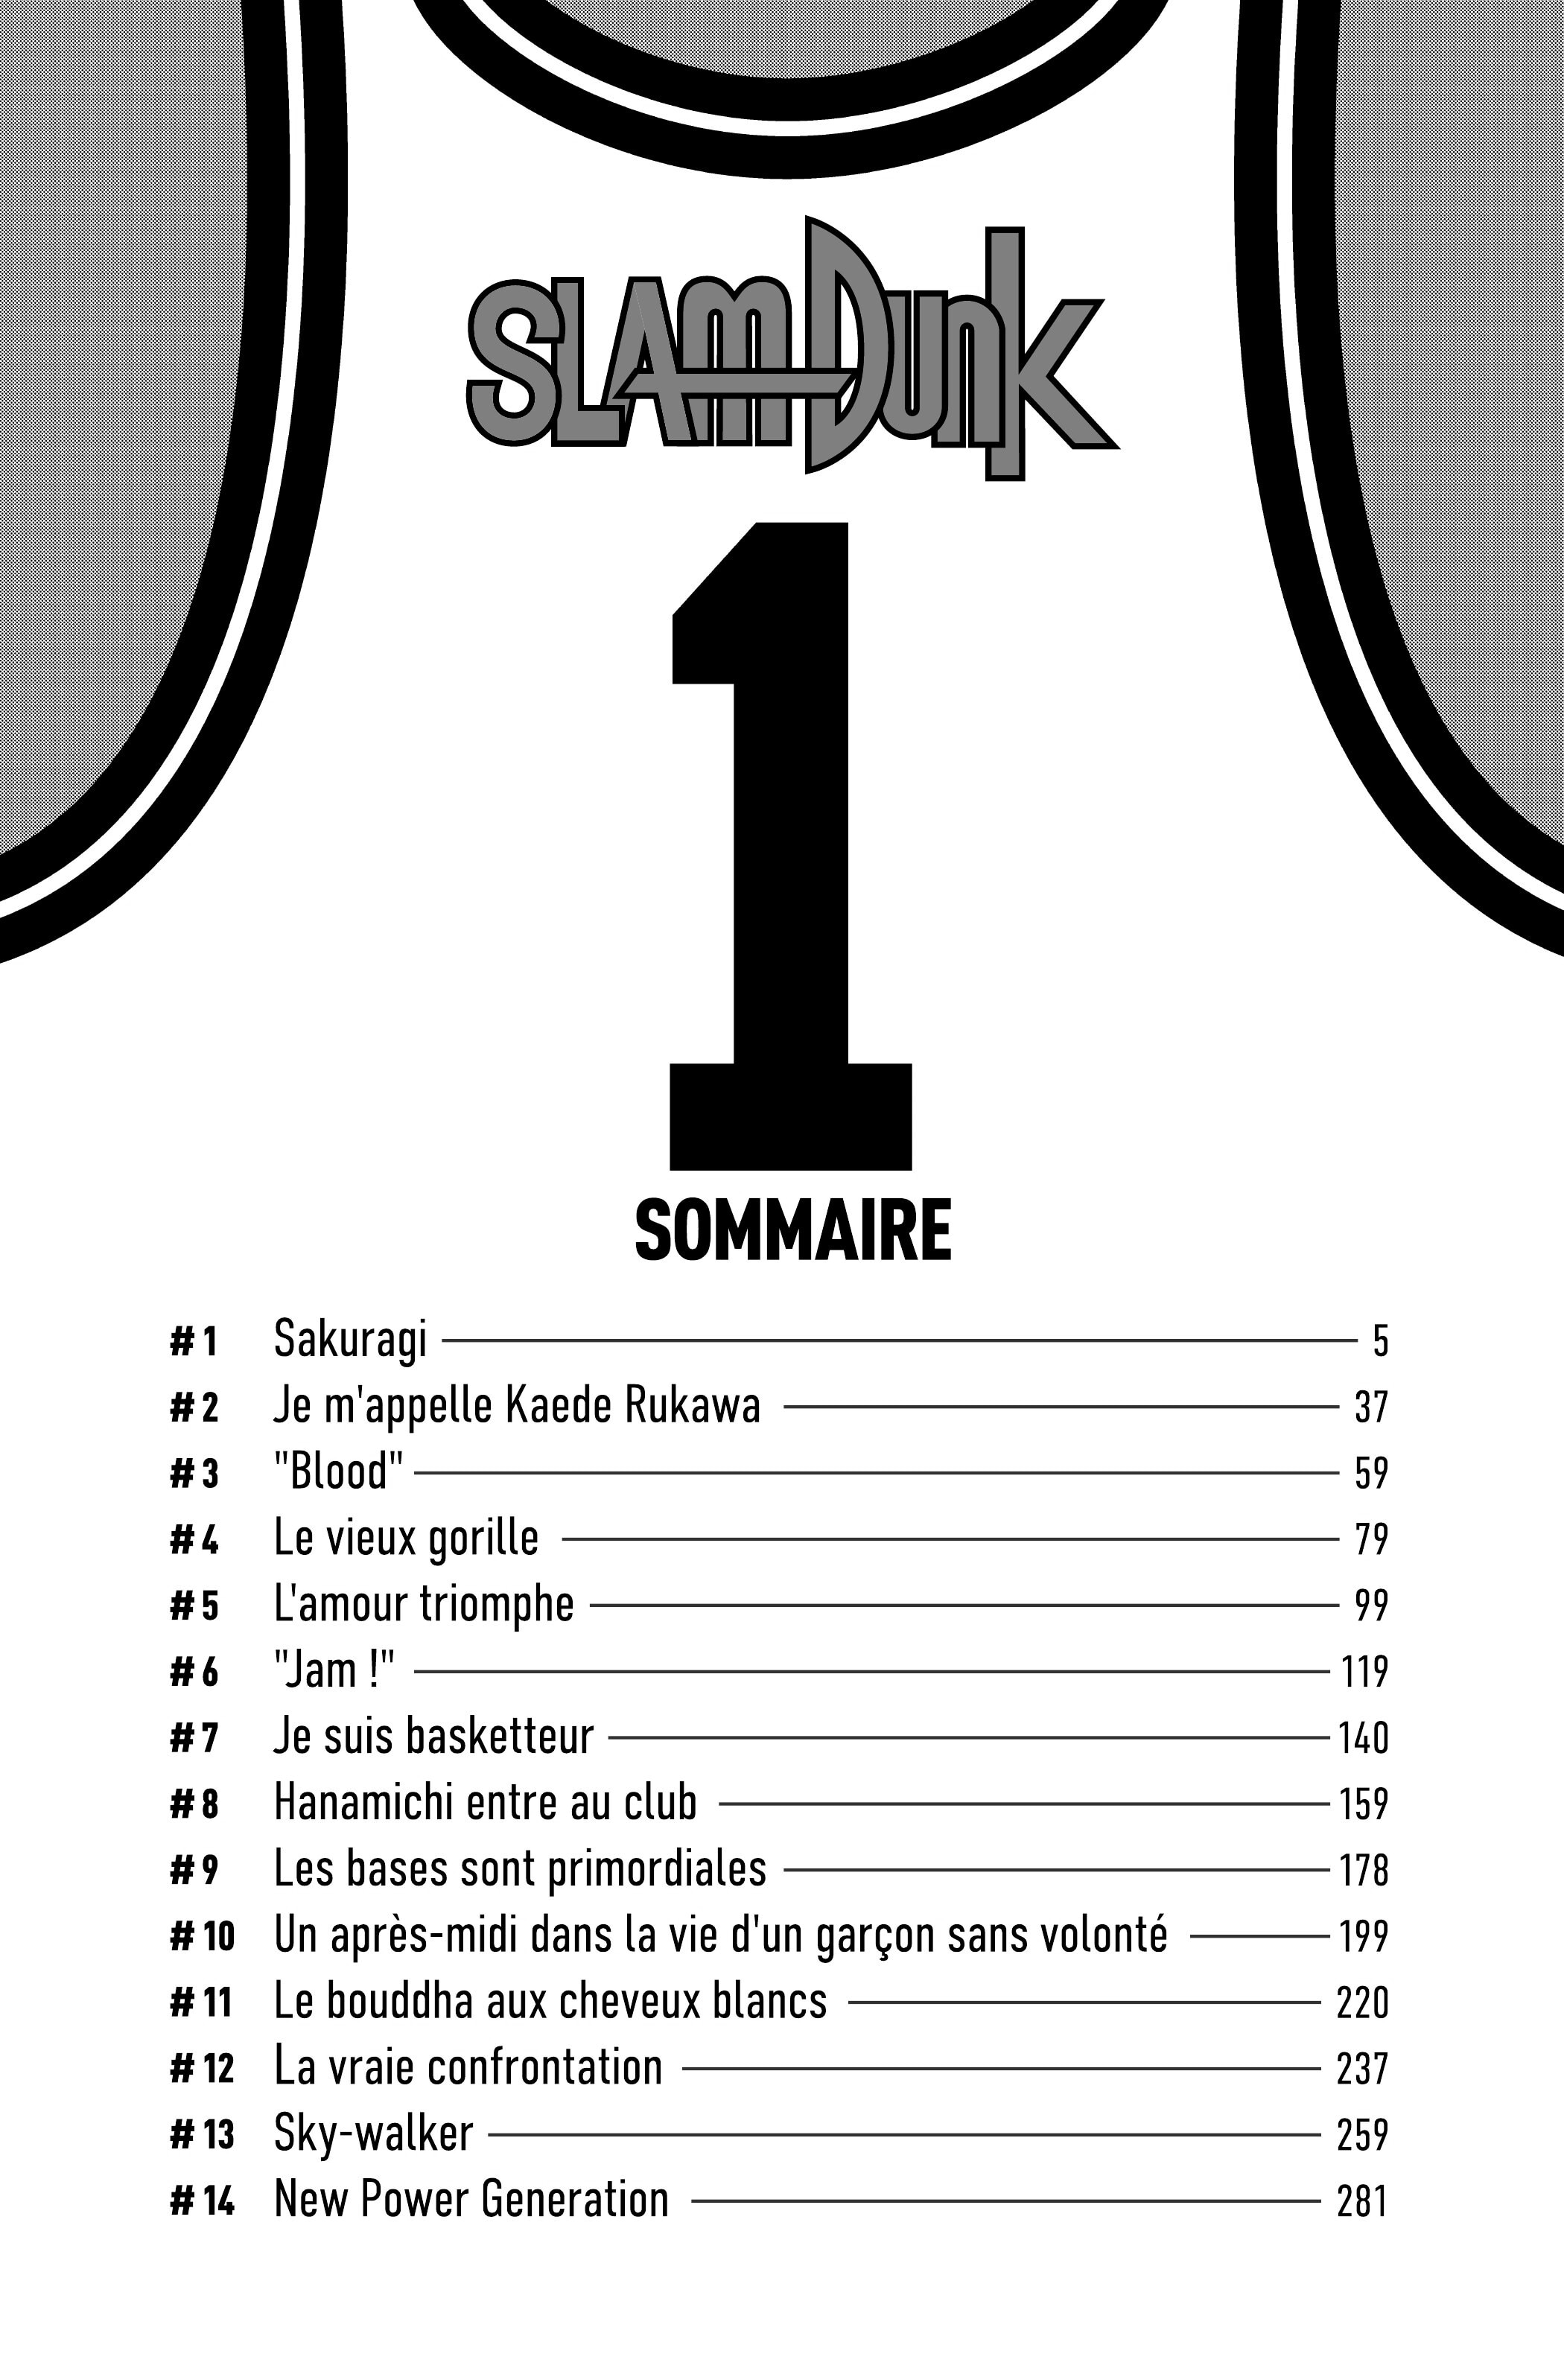 SLAM DUNK
1
SOMMAIRE
#1 Sakuragi 5
#2 Je m'appelle Kaede Rukawa 37
#3 "Blood" 59
#4 Le vieux gorille 79
#5 L'amour triomphe 99
#6 "Jam !" 119
#7 Je suis basketteur 140
#8 Hanamichi entre au club 159
#9 Les bases sont primordiales 178
#10 Un après-midi dans la vie d'un garçon sans volonté 199
#11 Le bouddha aux cheveux blancs 220
#12 La vraie confrontation 237
#13 Sky-walker 259
#14 New Power Generation 281